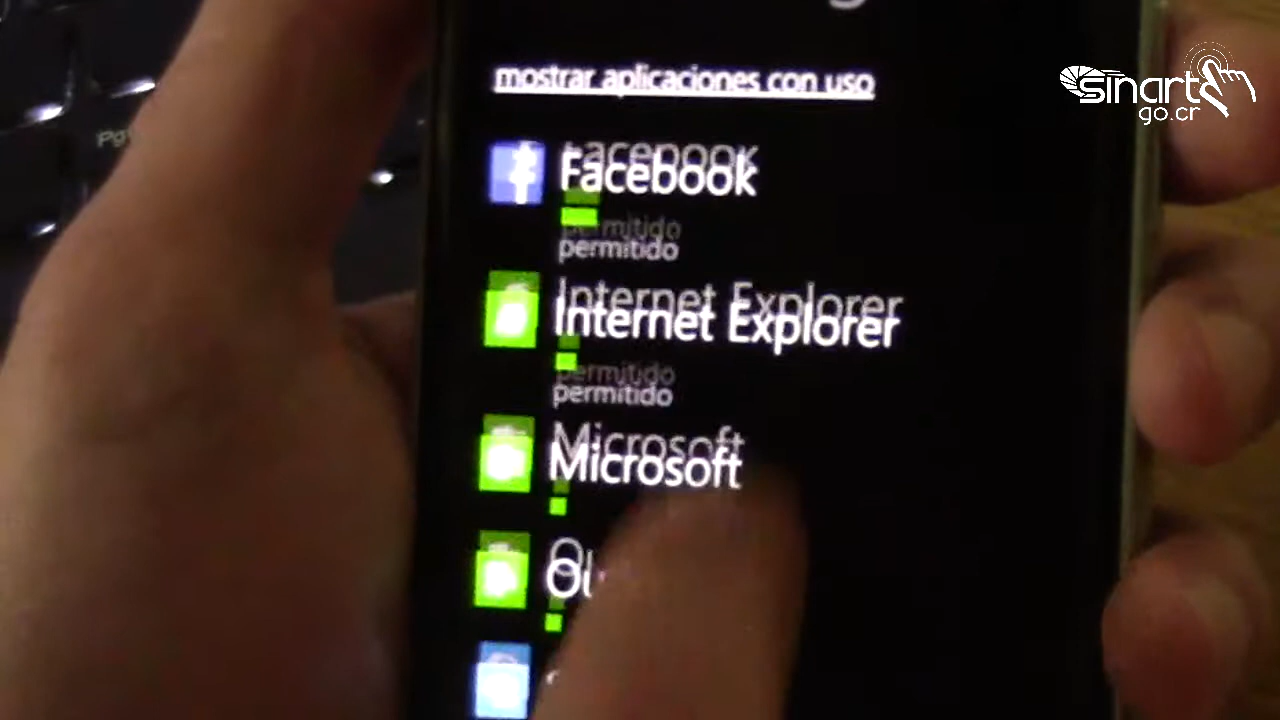 mostrar aplicaciones con uso
Facebook
permitido
Internet Explorer
permitido
Microsoft
Sinart
go.cr